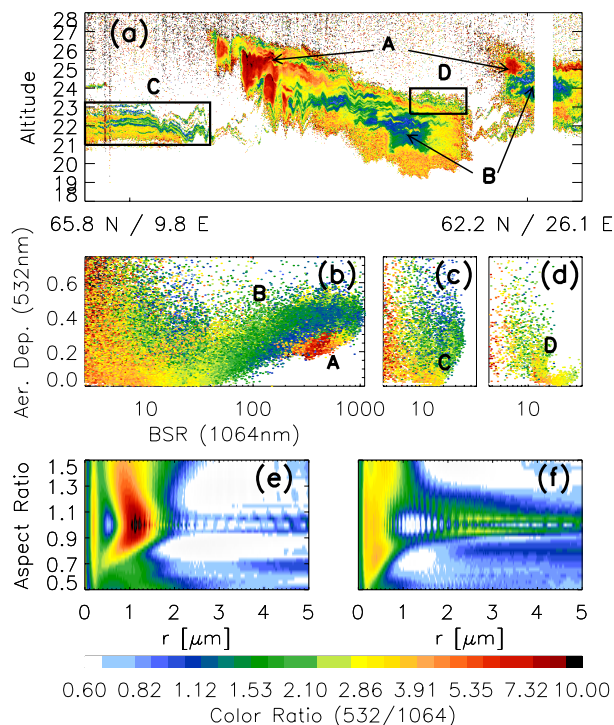 28
27
26
25
24
23
22
21
20
19
18
Altitude
(a)
A
C
D
B
65.8 N / 9.8 E
62.2 N / 26.1 E
0.6
0.4
0.2
0.0
Aer. Dep. (532nm)
(b)
B
A
(c)
C
(d)
D
10 100 1000
10
10
BSR (1064nm)
1.5
1.3
1.1
0.9
0.7
0.5
Aspect Ratio
(e)
(f)
0 1 2 3 4 5
0 1 2 3 4 5
r [μm]
r [μm]
0.60 0.82 1.12 1.53 2.10 2.86 3.91 5.35 7.32 10.00
Color Ratio (532/1064)